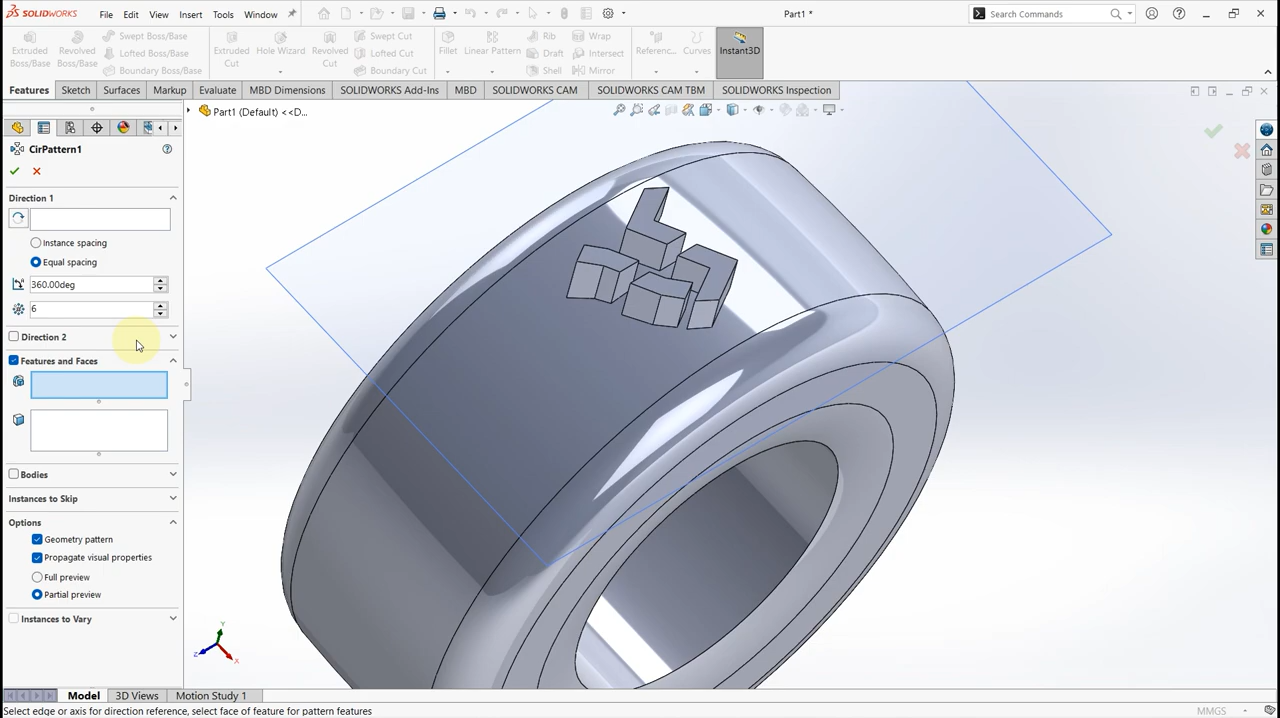 SOLIDWORKS File Edit View Insert Tools Window Part1 * Search Commands
Extruded Boss/Base Revolved Boss/Base Swept Boss/Base Lofted Boss/Base Boundary Boss/Base Extruded Cut Hole Wizard Revolved Cut Swept Cut Lofted Cut Boundary Cut Fillet Linear Pattern Rib Draft Shell Wrap Intersect Mirror Referenc... Curves Instant3D
Features Sketch Surfaces Markup Evaluate MBD Dimensions SOLIDWORKS Add-Ins MBD SOLIDWORKS CAM SOLIDWORKS CAM TBM SOLIDWORKS Inspection
Part1 (Default) <<D...
CirPattern1
Direction 1
Instance spacing
Equal spacing
360.00deg
6
Direction 2
Features and Faces
Bodies
Instances to Skip
Options
Geometry pattern
Propagate visual properties
Full preview
Partial preview
Instances to Vary
Y
Z
X
Model 3D Views Motion Study 1
Select edge or axis for direction reference, select face of feature for pattern features MMGS